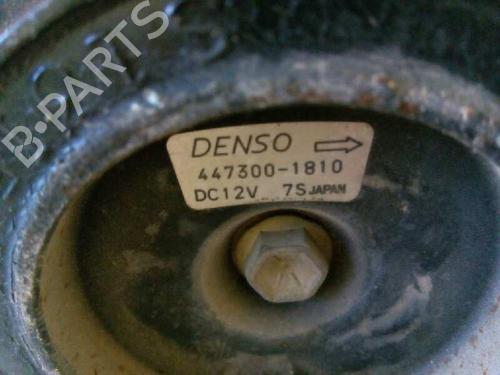 B-PARTS
DENSO
447300-1810
DC12V 7S JAPAN